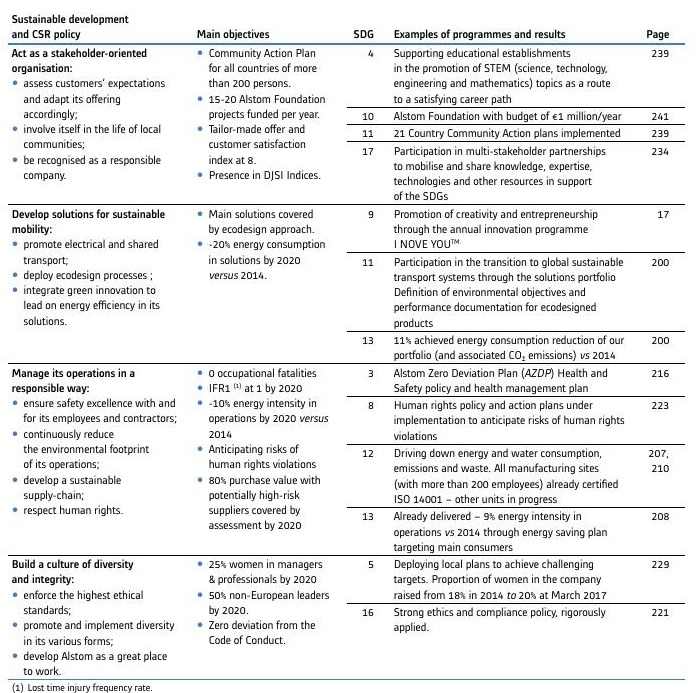 Sustainable development
and CSR policy
Main objectives
SDG
Examples of programmes and results
Page
Act as a stakeholder-oriented
organisation:
• assess customers' expectations
and adapt its offering
accordingly;
• involve itself in the life of local
communities;
• be recognised as a responsible
company.
• Community Action Plan
for all countries of more
than 200 persons.
• 15-20 Alstom Foundation
projects funded per year.
• Tailor-made offer and
customer satisfaction
index at 8.
• Presence in DJSI Indices.
4
Supporting educational establishments
in the promotion of STEM (science, technology,
engineering and mathematics) topics as a route
to a satisfying career path
239
10 Alstom Foundation with budget of €1 million/year 241
11 21 Country Community Action plans implemented 239
17
Participation in multi-stakeholder partnerships
to mobilise and share knowledge, expertise,
technologies and other resources in support
of the SDGs
234
Develop solutions for sustainable
mobility:
• promote electrical and shared
transport;
• deploy ecodesign processes ;
• integrate green innovation to
lead on energy efficiency in its
solutions.
• Main solutions covered
by ecodesign approach.
• -20% energy consumption
in solutions by 2020
versus 2014.
9
Promotion of creativity and entrepreneurship
through the annual innovation programme
I NOVE YOU™.
17
11
Participation in the transition to global sustainable
transport systems through the solutions portfolio
Definition of environmental objectives and
performance documentation for ecodesigned
products
200
13
11% achieved energy consumption reduction of our
portfolio (and associated CO₂ emissions) vs 2014
200
Manage its operations in a
responsible way:
• ensure safety excellence with and
for its employees and contractors;
• continuously reduce
the environmental footprint
of its operations;
• develop a sustainable
supply-chain;
• respect human rights.
• 0 occupational fatalities
• IFR1 (1) at 1 by 2020
• -10% energy intensity in
operations by 2020 versus
2014
• Anticipating risks of
human rights violations
• 80% purchase value with
potentially high-risk
suppliers covered by
assessment by 2020
3
Alstom Zero Deviation Plan (AZDP) Health and
Safety policy and health management plan
216
8
Human rights policy and action plans under
implementation to anticipate risks of human rights
violations
223
12
Driving down energy and water consumption,
emissions and waste. All manufacturing sites
(with more than 200 employees) already certified
ISO 14001 – other units in progress
207,
210
13
Already delivered – 9% energy intensity in
operations vs 2014 through energy saving plan
targeting main consumers
208
Build a culture of diversity
and integrity:
• enforce the highest ethical
standards;
• promote and implement diversity
in its various forms;
• develop Alstom as a great place
to work.
• 25% women in managers
& professionals by 2020
• 50% non-European leaders
by 2020.
• Zero deviation from the
Code of Conduct.
5
Deploying local plans to achieve challenging
targets. Proportion of women in the company
raised from 18% in 2014 to 20% at March 2017
229
16
Strong ethics and compliance policy, rigorously
applied.
221
(1) Lost time injury frequency rate.